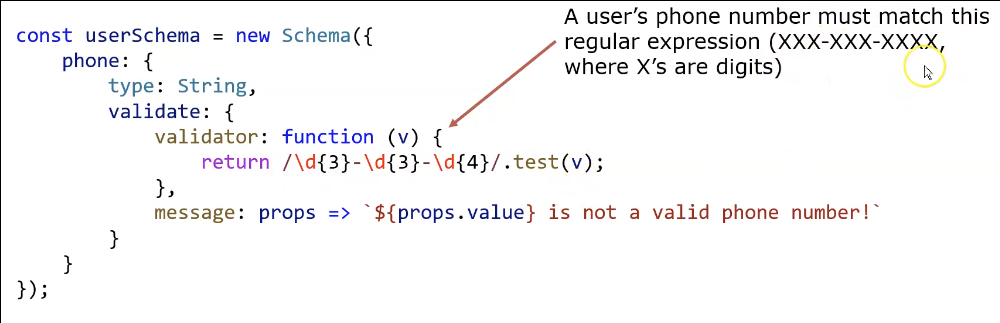 A user's phone number must match this
regular expression (XXX-XXX-XXXX,
where X's are digits)
const userSchema = new Schema({
    phone: {
        type: String,
        validate: {
            validator: function (v) {
                return /\d{3}-\d{3}-\d{4}/.test(v);
            },
            message: props => `${props.value} is not a valid phone number!`
        }
    }
});